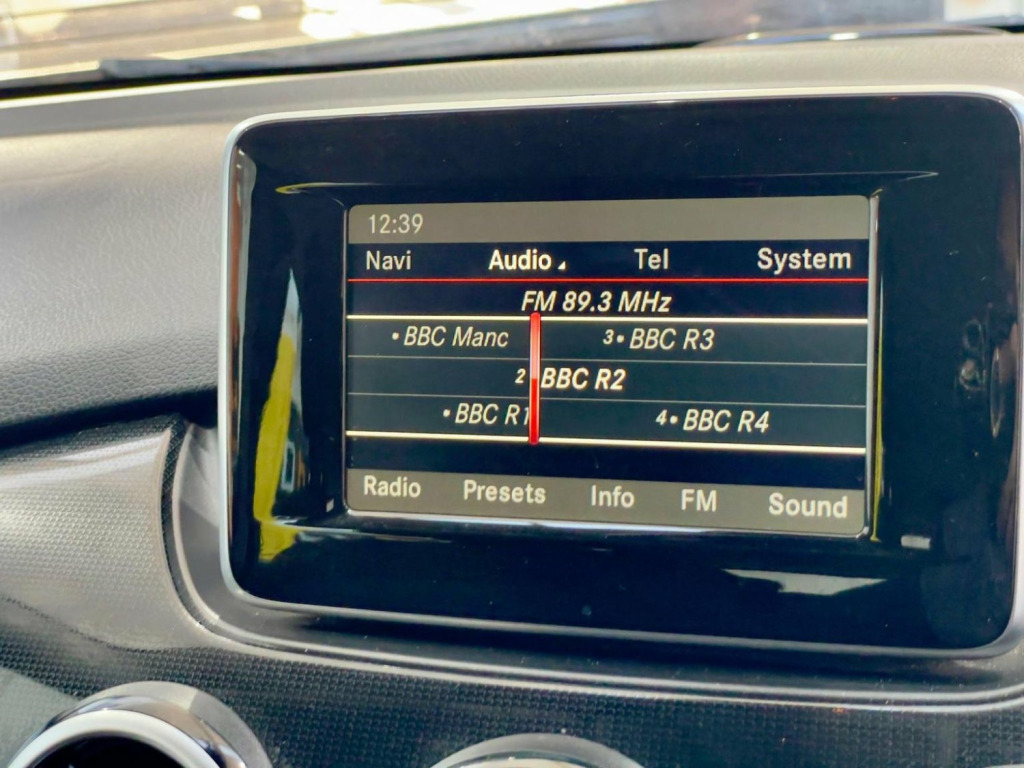 12:39
Navi Audio Tel System
FM 89.3 MHz
•BBC Manc 3•BBC R3
2 BBC R2
•BBC R1 4•BBC R4
Radio Presets Info FM Sound